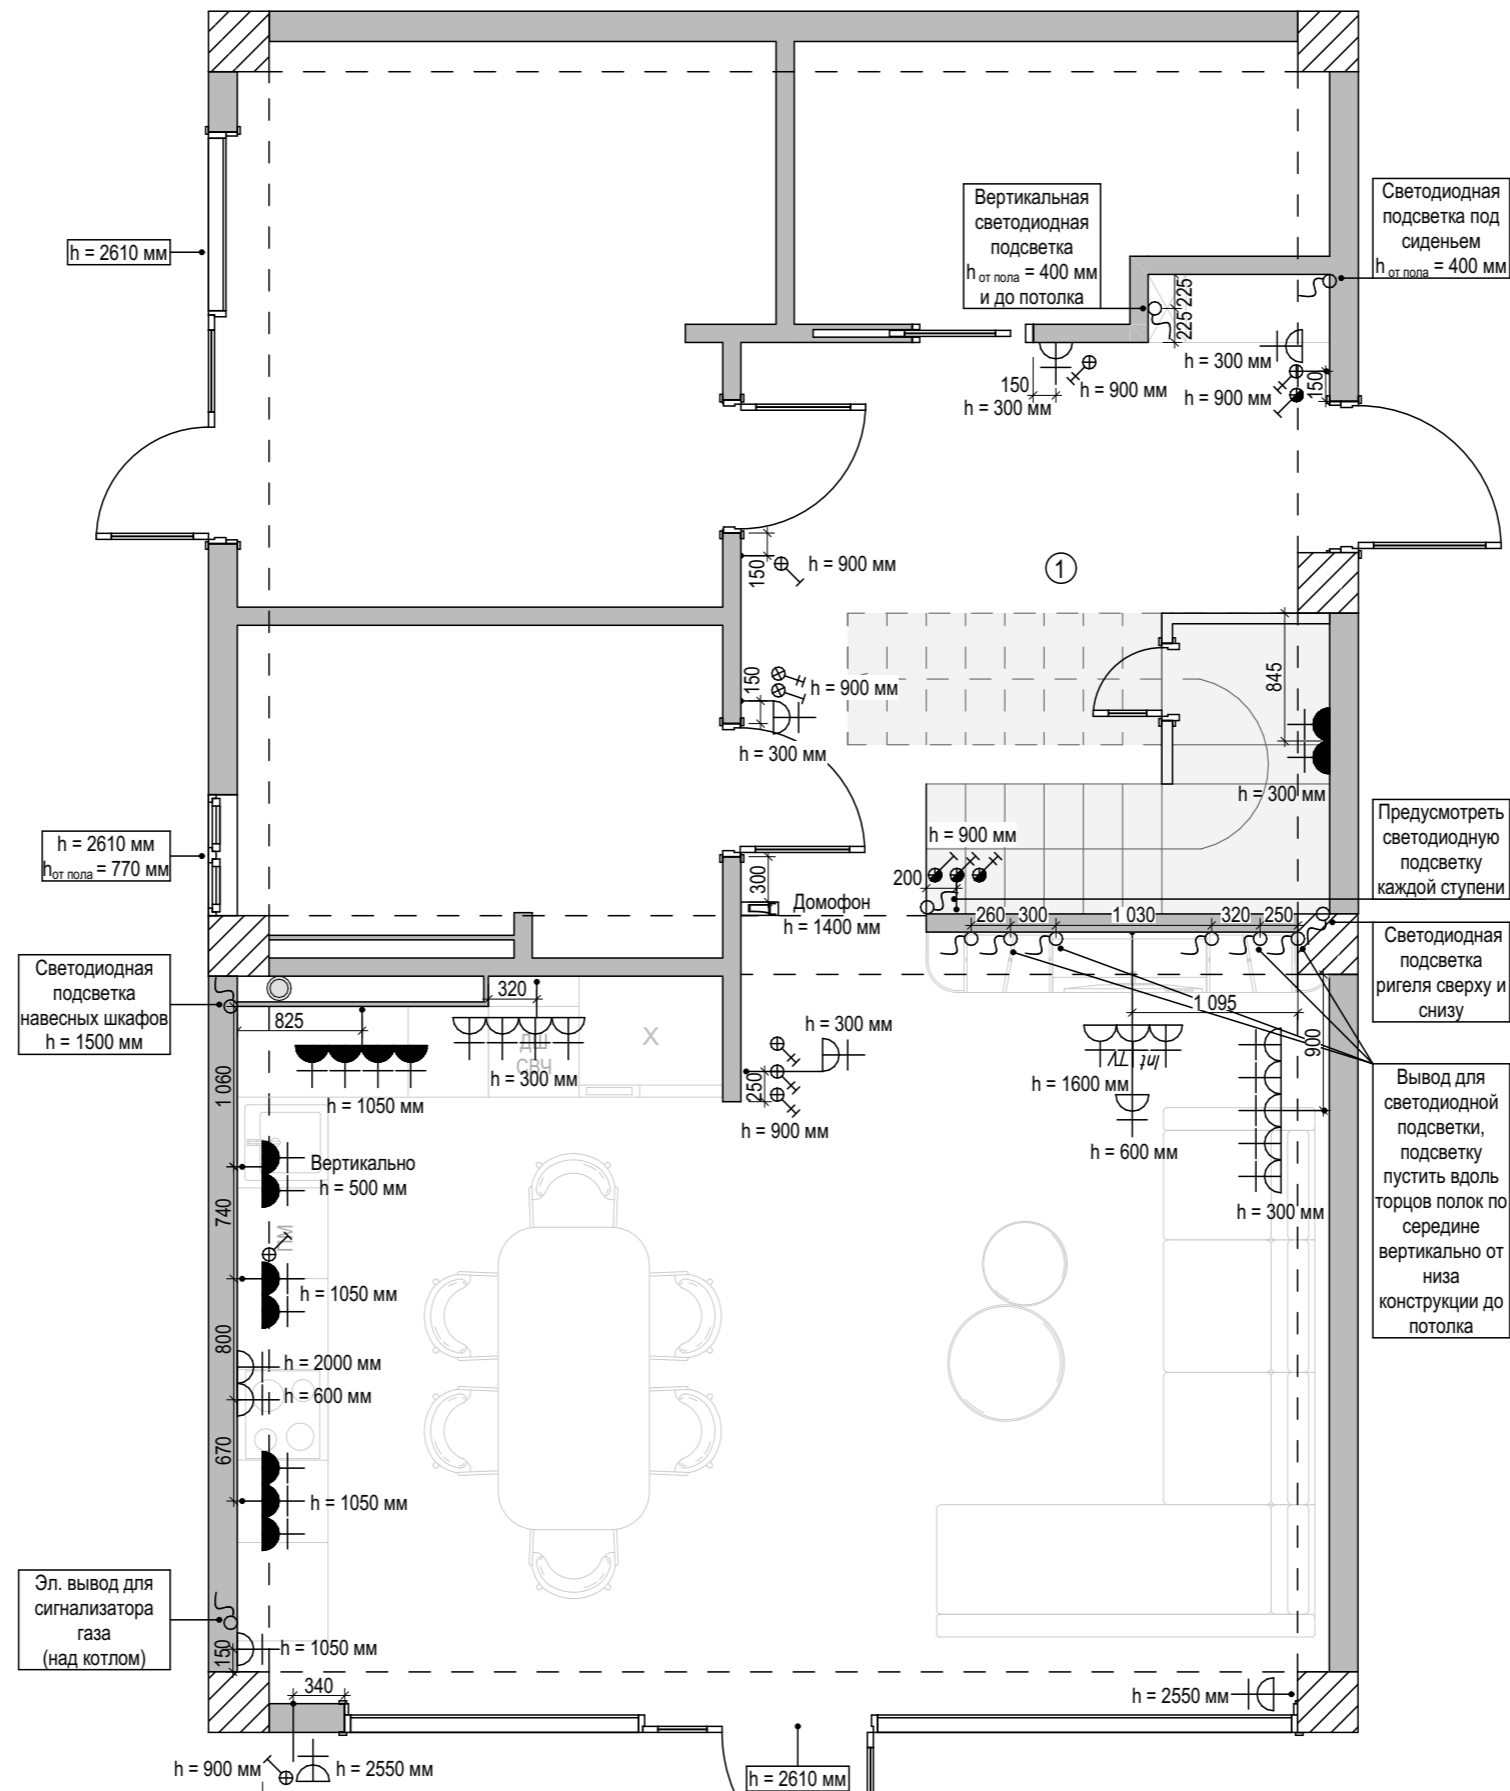 Вертикальная
светодиодная
подсветка
h от пола = 400 мм
и до потолка
Светодиодная
подсветка под
сиденьем
h от пола = 400 мм
h = 2610 мм
225
225
h = 300 мм
150
h = 900 мм
h = 900 мм
150
h = 300 мм
150
h = 900 мм
1
845
150
h = 900 мм
h = 300 мм
h = 300 мм
Предусмотреть
светодиодную
подсветку
каждой ступени
h = 2610 мм
h от пола = 770 мм
h = 900 мм
200
300
Домофон
h = 1400 мм
260
300
1 030
320
250
Светодиодная
подсветка
ригеля сверху и
снизу
Светодиодная
подсветка
навесных шкафов
h = 1500 мм
320
825
ДШ
СВЧ
X
h = 300 мм
h = 1050 мм
h = 300 мм
250
h = 900 мм
1 095
900
Int
TV
h = 1600 мм
h = 600 мм
h = 300 мм
Вывод для
светодиодной
подсветки,
подсветку
пустить вдоль
торцов полок по
середине
вертикально от
низа
конструкции до
потолка
1 060
Вертикально
h = 500 мм
740
ПМ
h = 1050 мм
800
h = 2000 мм
h = 600 мм
670
h = 1050 мм
Эл. вывод для
сигнализатора
газа
(над котлом)
150
h = 1050 мм
340
h = 2550 мм
h = 900 мм
h = 2550 мм
h = 2610 мм